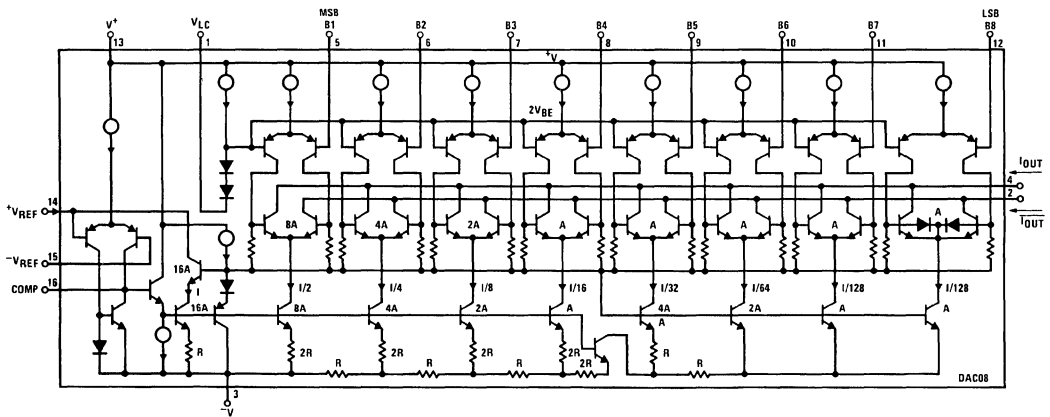 V+ VLC MSB LSB
B1 B2 B3 B4 B5 B6 B7 B8
13 1 5 6 7 8 9 10 11 12
+V
2VBE
IOUT
4
2
IOUT
14
+VREF
8A 4A 2A A A A A A
−VREF
15
16A
COMP 16
I I/2 I/4 I/8 I/16 I/32 I/64 I/128 I/128
16A 8A 4A 2A A 4A 2A A A
A
R 2R 2R 2R 2R R
R R R 2R R
DAC08
3
−V